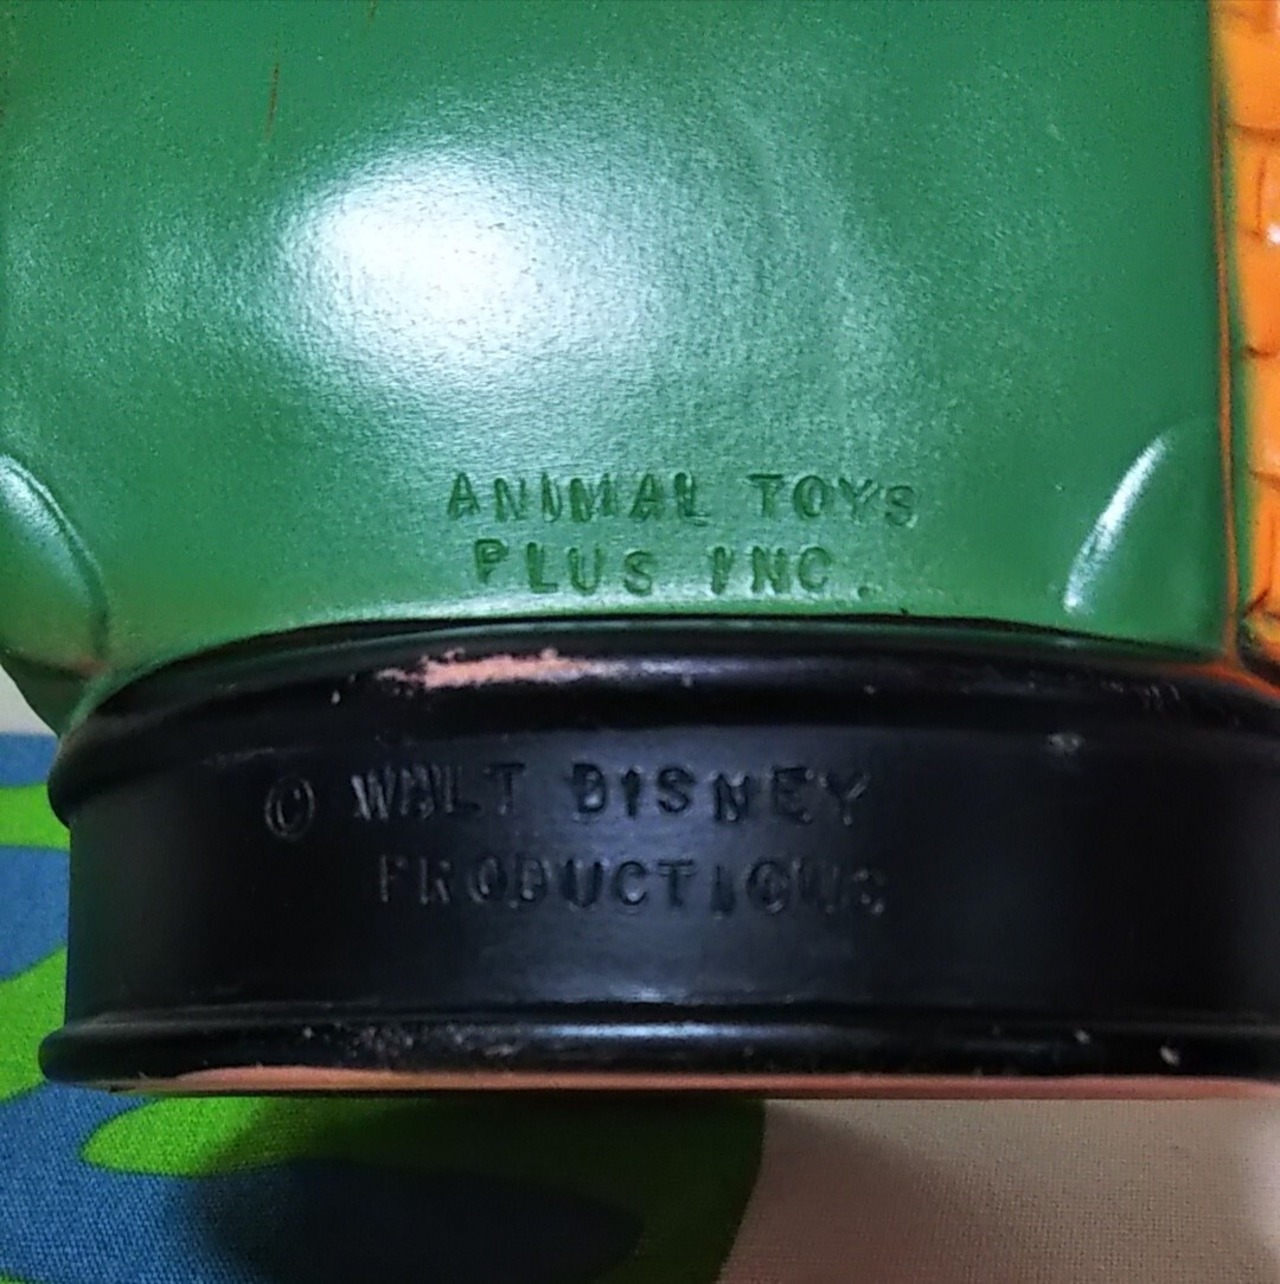 ANIMAL TOYS
PLUS INC.
© WALT DISNEY
PRODUCTIONS